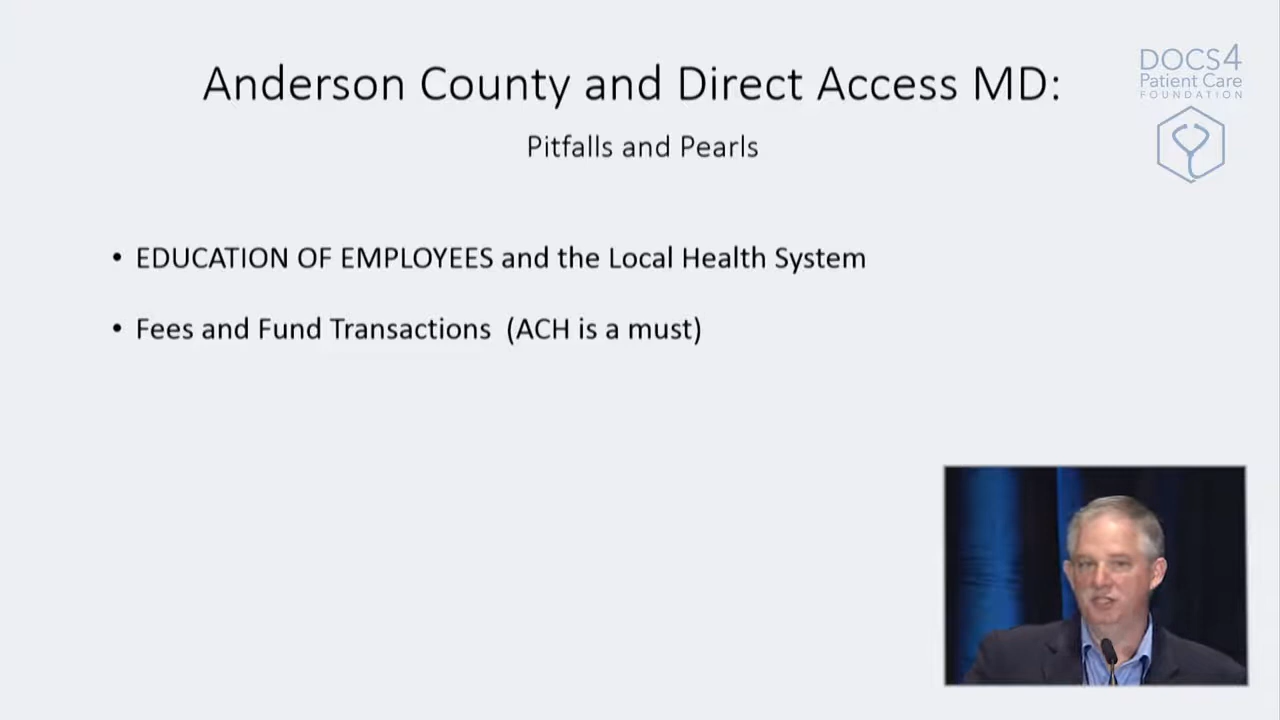 Anderson County and Direct Access MD:
Pitfalls and Pearls
DOCS4
Patient Care
FOUNDATION
• EDUCATION OF EMPLOYEES and the Local Health System
• Fees and Fund Transactions (ACH is a must)